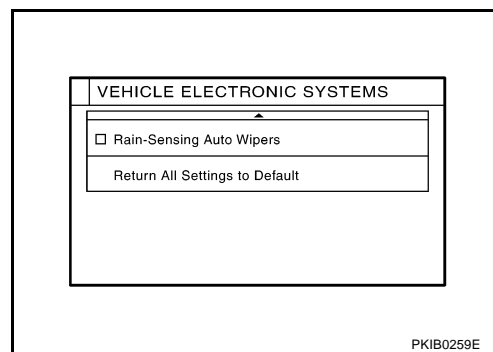 VEHICLE ELECTRONIC SYSTEMS
Rain-Sensing Auto Wipers
Return All Settings to Default
PKIB0259E